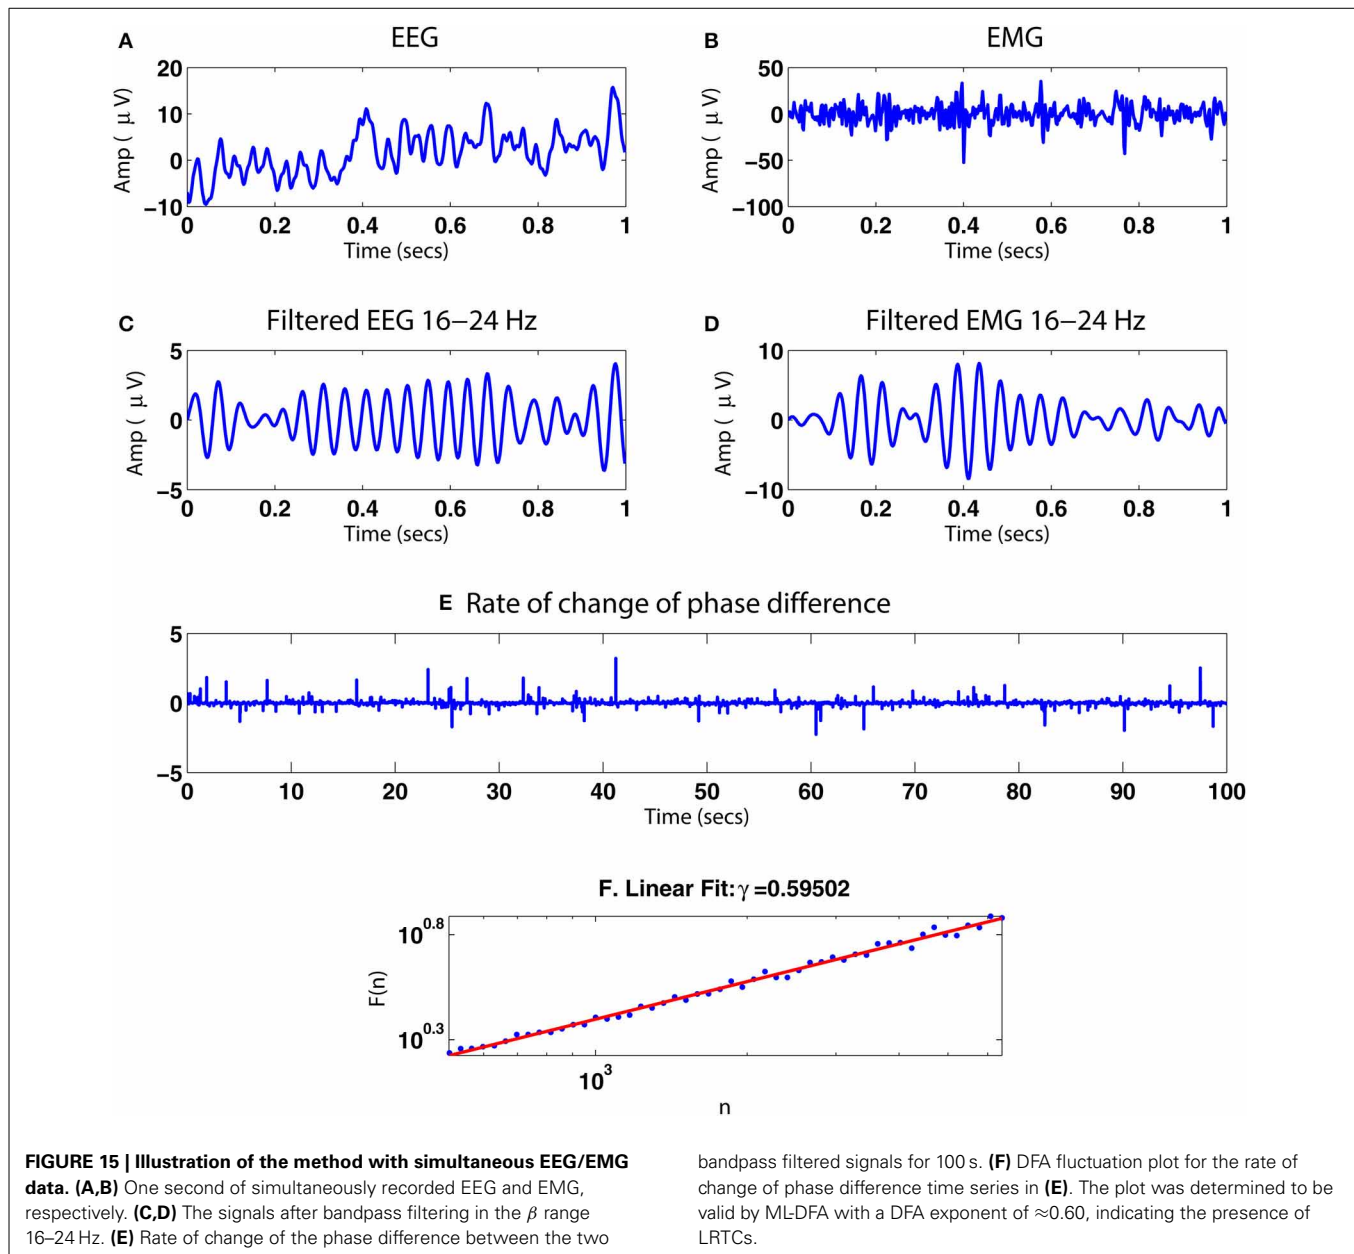 A EEG
20
10
0
−10
Amp ( μ V)
0 0.2 0.4 0.6 0.8 1
Time (secs)
B EMG
50
0
−50
−100
Amp ( μ V)
0 0.2 0.4 0.6 0.8 1
Time (secs)
C Filtered EEG 16−24 Hz
5
0
−5
Amp ( μ V)
0 0.2 0.4 0.6 0.8 1
Time (secs)
D Filtered EMG 16−24 Hz
10
0
−10
Amp ( μ V)
0 0.2 0.4 0.6 0.8 1
Time (secs)
E Rate of change of phase difference
5
0
−5
0 10 20 30 40 50 60 70 80 90 100
Time (secs)
F. Linear Fit: γ =0.59502
10^0.8
10^0.3
F(n)
10^3
n
FIGURE 15 | Illustration of the method with simultaneous EEG/EMG
data. (A,B) One second of simultaneously recorded EEG and EMG,
respectively. (C,D) The signals after bandpass filtering in the β range
16–24 Hz. (E) Rate of change of the phase difference between the two
bandpass filtered signals for 100 s. (F) DFA fluctuation plot for the rate of
change of phase difference time series in (E). The plot was determined to be
valid by ML-DFA with a DFA exponent of ≈0.60, indicating the presence of
LRTCs.